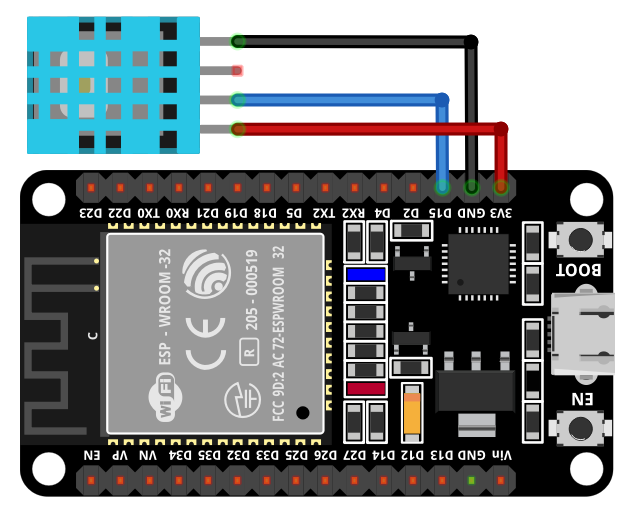 D23 D22 TX0 RX0 D21 D19 D18 D5 TX2 RX2 D4 D2 D15 GND 3V3
BOOT
C
Wi Fi
ESP - WROOM-32
CE
R
205 - 000519
FCC 9D:2 AC 72-ESPWROOM 32
EN
EN VP VN D34 D35 D32 D33 D25 D26 D27 D14 D12 D13 GND Vin